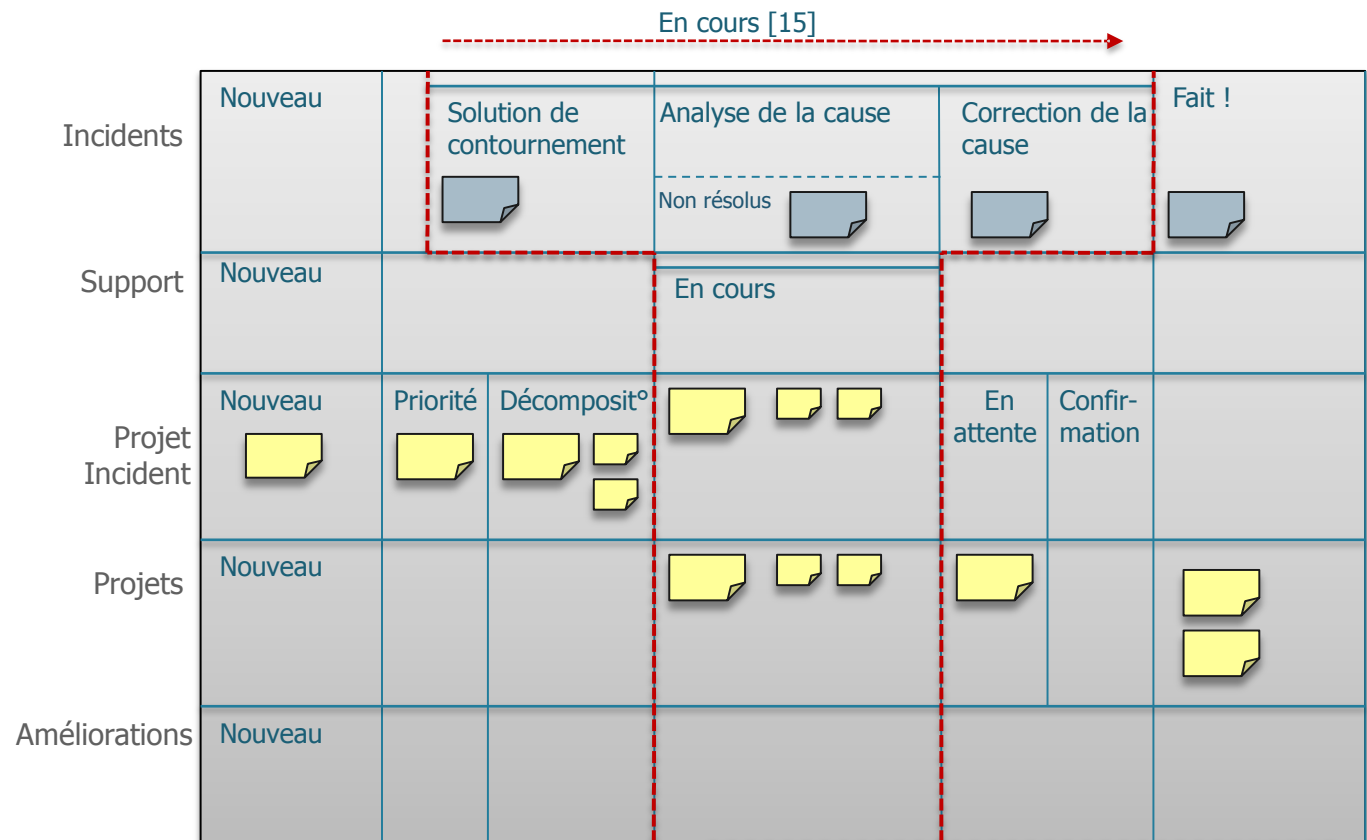 En cours [15]
Incidents
Nouveau
Solution de
contournement
Analyse de la cause
Non résolus
Correction de la
cause
Fait !
Support
Nouveau
En cours
Projet
Incident
Nouveau
Priorité
Décomposit°
En
attente
Confir-
mation
Projets
Nouveau
Améliorations
Nouveau